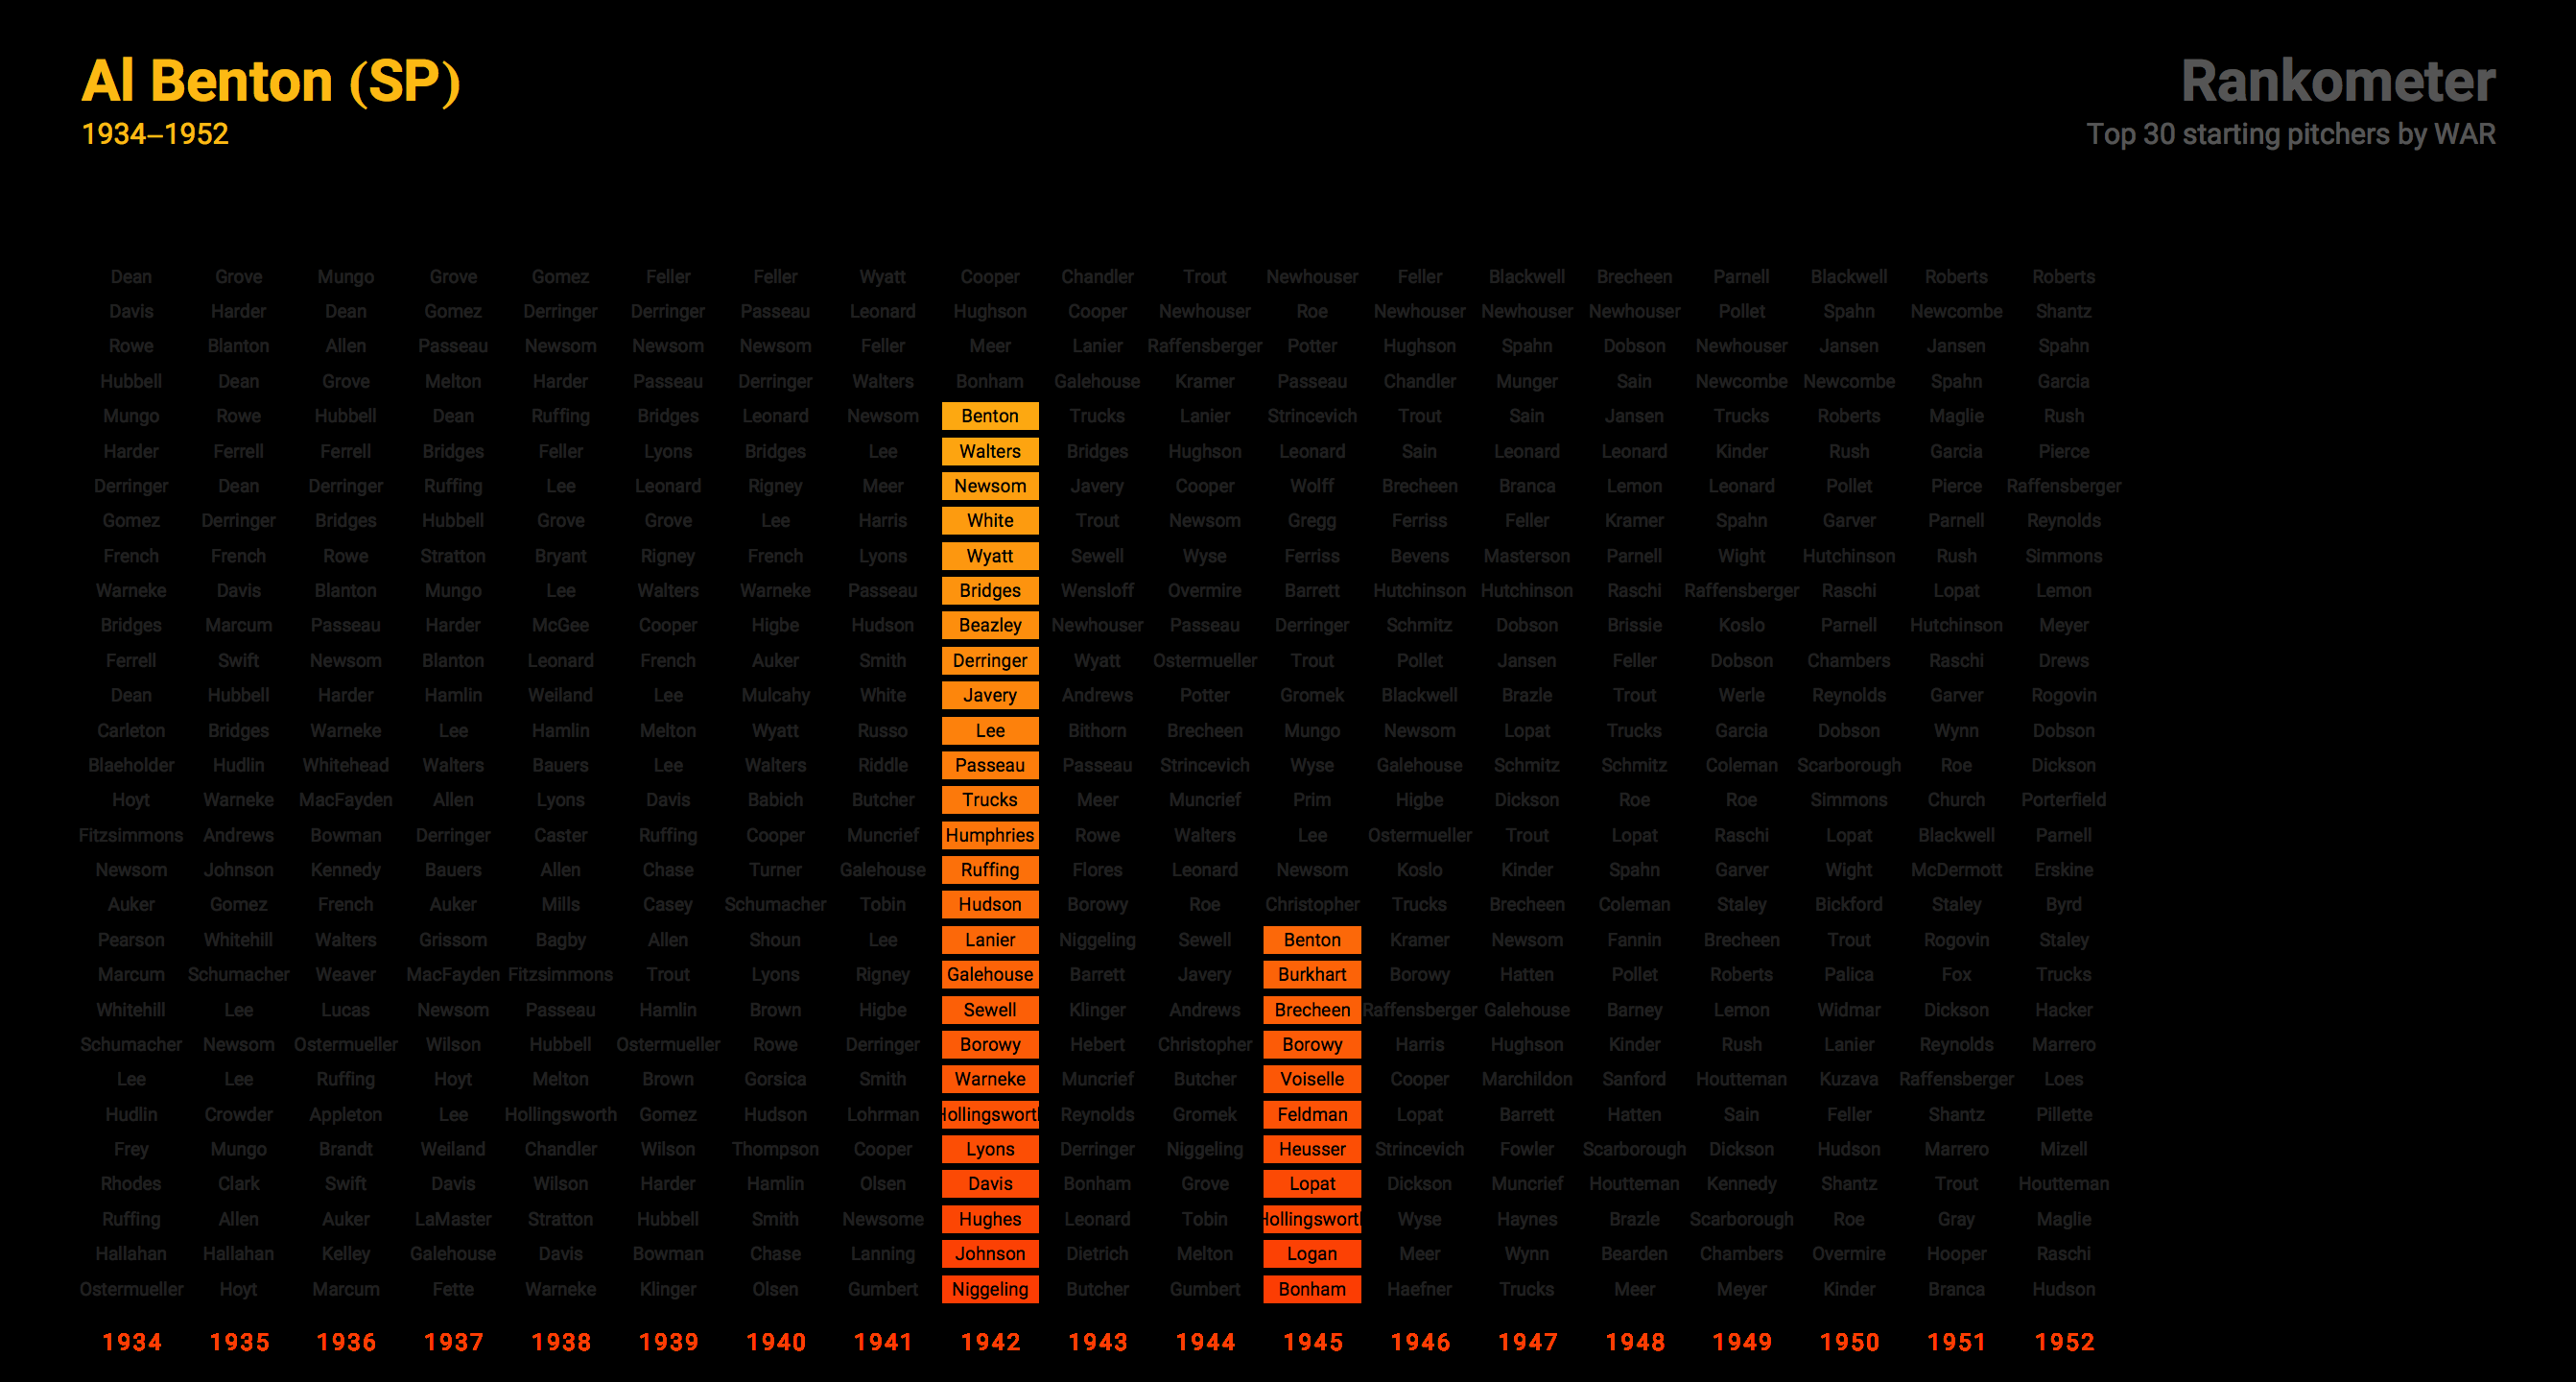 Al Benton (SP)
1934–1952
Rankometer
Top 30 starting pitchers by WAR
Dean Grove Mungo Grove Gomez Feller Feller Wyatt Cooper Chandler Trout Newhouser Feller Blackwell Brecheen Parnell Blackwell Roberts Roberts
Davis Harder Dean Gomez Derringer Derringer Passeau Leonard Hughson Cooper Newhouser Roe Newhouser Newhouser Newhouser Pollet Spahn Newcombe Shantz
Rowe Blanton Allen Passeau Newsom Newsom Newsom Feller Meer Lanier Raffensberger Potter Hughson Spahn Dobson Newhouser Jansen Jansen Spahn
Hubbell Dean Grove Melton Harder Passeau Derringer Walters Bonham Galehouse Kramer Passeau Chandler Munger Sain Newcombe Newcombe Spahn Garcia
Mungo Rowe Hubbell Dean Ruffing Bridges Leonard Newsom Benton Trucks Lanier Strincevich Trout Sain Jansen Trucks Roberts Maglie Rush
Harder Ferrell Ferrell Bridges Feller Lyons Bridges Lee Walters Bridges Hughson Leonard Sain Leonard Leonard Kinder Rush Garcia Pierce
Derringer Dean Derringer Ruffing Lee Leonard Rigney Meer Newsom Javery Cooper Wolff Brecheen Branca Lemon Leonard Pollet Pierce Raffensberger
Gomez Derringer Bridges Hubbell Grove Grove Lee Harris White Trout Newsom Gregg Ferriss Feller Kramer Spahn Garver Parnell Reynolds
French French Rowe Stratton Bryant Rigney French Lyons Wyatt Sewell Wyse Ferriss Bevens Masterson Parnell Wight Hutchinson Rush Simmons
Warneke Davis Blanton Mungo Lee Walters Warneke Passeau Bridges Wensloff Overmire Barrett Hutchinson Hutchinson Raschi Raffensberger Raschi Lopat Lemon
Bridges Marcum Passeau Harder McGee Cooper Higbe Hudson Beazley Newhouser Passeau Derringer Schmitz Dobson Brissie Koslo Parnell Hutchinson Meyer
Ferrell Swift Newsom Blanton Leonard French Auker Smith Derringer Wyatt Ostermueller Trout Pollet Jansen Feller Dobson Chambers Raschi Drews
Dean Hubbell Harder Hamlin Weiland Lee Mulcahy White Javery Andrews Potter Gromek Blackwell Brazle Trout Werle Reynolds Garver Rogovin
Carleton Bridges Warneke Lee Hamlin Melton Wyatt Russo Lee Bithorn Brecheen Mungo Newsom Lopat Trucks Garcia Dobson Wynn Dobson
Blaeholder Hudlin Whitehead Walters Bauers Lee Walters Riddle Passeau Passeau Strincevich Wyse Galehouse Schmitz Schmitz Coleman Scarborough Roe Dickson
Hoyt Warneke MacFayden Allen Lyons Davis Babich Butcher Trucks Meer Muncrief Prim Higbe Dickson Roe Roe Simmons Church Porterfield
Fitzsimmons Andrews Bowman Derringer Caster Ruffing Cooper Muncrief Humphries Rowe Walters Lee Ostermueller Trout Lopat Raschi Lopat Blackwell Parnell
Newsom Johnson Kennedy Bauers Allen Chase Turner Galehouse Ruffing Flores Leonard Newsom Koslo Kinder Spahn Garver Wight McDermott Erskine
Auker Gomez French Auker Mills Casey Schumacher Tobin Hudson Borowy Roe Christopher Trucks Brecheen Coleman Staley Bickford Staley Byrd
Pearson Whitehill Walters Grissom Bagby Allen Shoun Lee Lanier Niggeling Sewell Benton Kramer Newsom Fannin Brecheen Trout Rogovin Staley
Marcum Schumacher Weaver MacFayden Fitzsimmons Trout Lyons Rigney Galehouse Barrett Javery Burkhart Borowy Hatten Pollet Roberts Palica Fox Trucks
Whitehill Lee Lucas Newsom Passeau Hamlin Brown Higbe Sewell Klinger Andrews Brecheen Raffensberger Galehouse Barney Lemon Widmar Dickson Hacker
Schumacher Newsom Ostermueller Wilson Hubbell Ostermueller Rowe Derringer Borowy Hebert Christopher Borowy Harris Hughson Kinder Rush Lanier Reynolds Marrero
Lee Lee Ruffing Hoyt Melton Brown Gorsica Smith Warneke Muncrief Butcher Voiselle Cooper Marchildon Sanford Houtteman Kuzava Raffensberger Loes
Hudlin Crowder Appleton Lee Hollingsworth Gomez Hudson Lohrman Hollingsworth Reynolds Gromek Feldman Lopat Barrett Hatten Sain Feller Shantz Pillette
Frey Mungo Brandt Weiland Chandler Wilson Thompson Cooper Lyons Derringer Niggeling Heusser Strincevich Fowler Scarborough Dickson Hudson Marrero Mizell
Rhodes Clark Swift Davis Wilson Harder Hamlin Olsen Davis Bonham Grove Lopat Dickson Muncrief Houtteman Kennedy Shantz Trout Houtteman
Ruffing Allen Auker LaMaster Stratton Hubbell Smith Newsome Hughes Leonard Tobin Hollingsworth Wyse Haynes Brazle Scarborough Roe Gray Maglie
Hallahan Hallahan Kelley Galehouse Davis Bowman Chase Lanning Johnson Dietrich Melton Logan Meer Wynn Bearden Chambers Overmire Hooper Raschi
Ostermueller Hoyt Marcum Fette Warneke Klinger Olsen Gumbert Niggeling Butcher Gumbert Bonham Haefner Trucks Meer Meyer Kinder Branca Hudson
1934 1935 1936 1937 1938 1939 1940 1941 1942 1943 1944 1945 1946 1947 1948 1949 1950 1951 1952